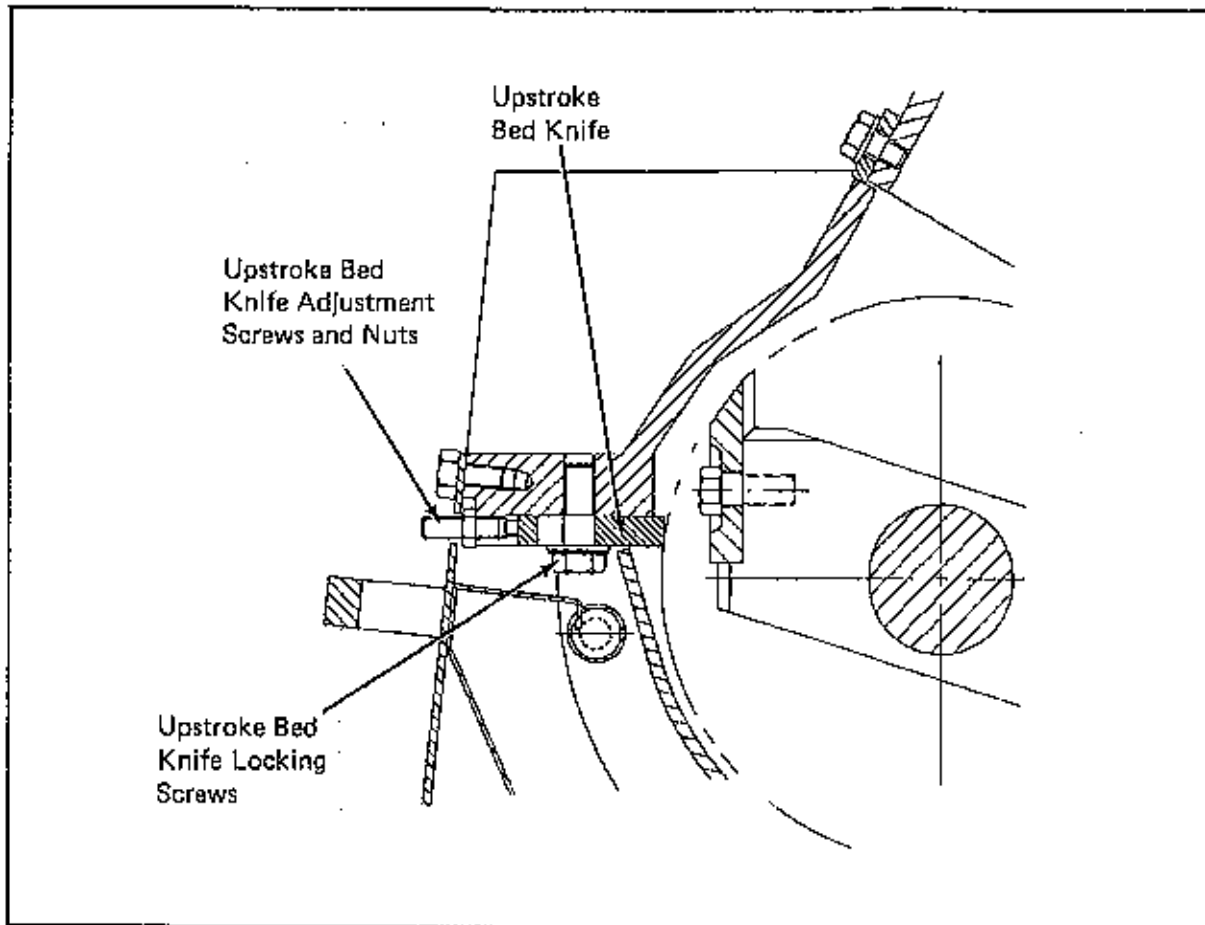 Upstroke
Bed Knife
Upstroke Bed
Knife Adjustment
Screws and Nuts
Upstroke Bed
Knife Locking
Screws